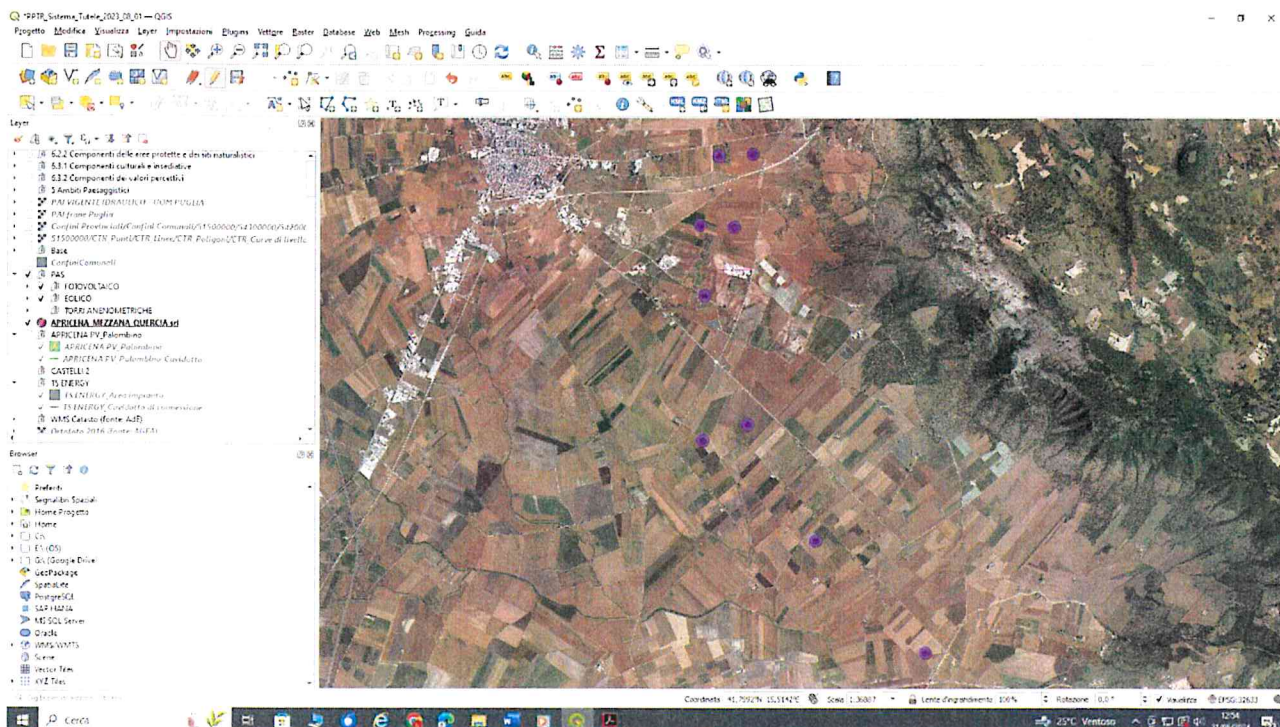 *PPTR_Sistema_Tutele_2023_08_01 — QGIS
Progetto Modifica Visualizza Layer Impostazioni Plugins Vettore Raster Database Web Mesh Processing Guida
Layer
6.2.2 Componenti delle aree protette e dei siti naturalistici
6.3.1 Componenti culturali e insediative
6.3.2 Componenti dei valori percettivi
5 Ambiti Paesaggistici
PAI VIGENTE IDRAULICO - UOM PUGLIA
PAI frane Puglia
Confini Provinciali/Confini Comunali/
Base
ConfiniComunali
PAS
FOTOVOLTAICO
EOLICO
TORRI ANENOMETRICHE
APRICENA_MEZZANA_QUERCIA srl
APRICENA PV_Palombino
APRICENA PV_Palombino
APRICENA PV_Palombino Cavidotto
CASTELLI 2
TS ENERGY
TS ENERGY_Area impianto
TS ENERGY_Cavidotto di connessione
WMS Catasto (fonte: AdE)
Ortofoto 2016 (fonte: AGEA)
Browser
Preferiti
Segnalibri Spaziali
Home Progetto
Home
C:\
E:\ (OS)
G:\ (Google Drive)
GeoPackage
SpatiaLite
PostgreSQL
SAP HANA
MS SQL Server
Oracle
WMS/WMTS
Scene
Vector Tiles
XYZ Tiles
Coordinate 41,7092°N 15,5142°E Scala Lente d'ingrandimento 100% Rotazione 0,0° Visualizza EPSG:32633
Cerca 25°C Ventoso 12:54